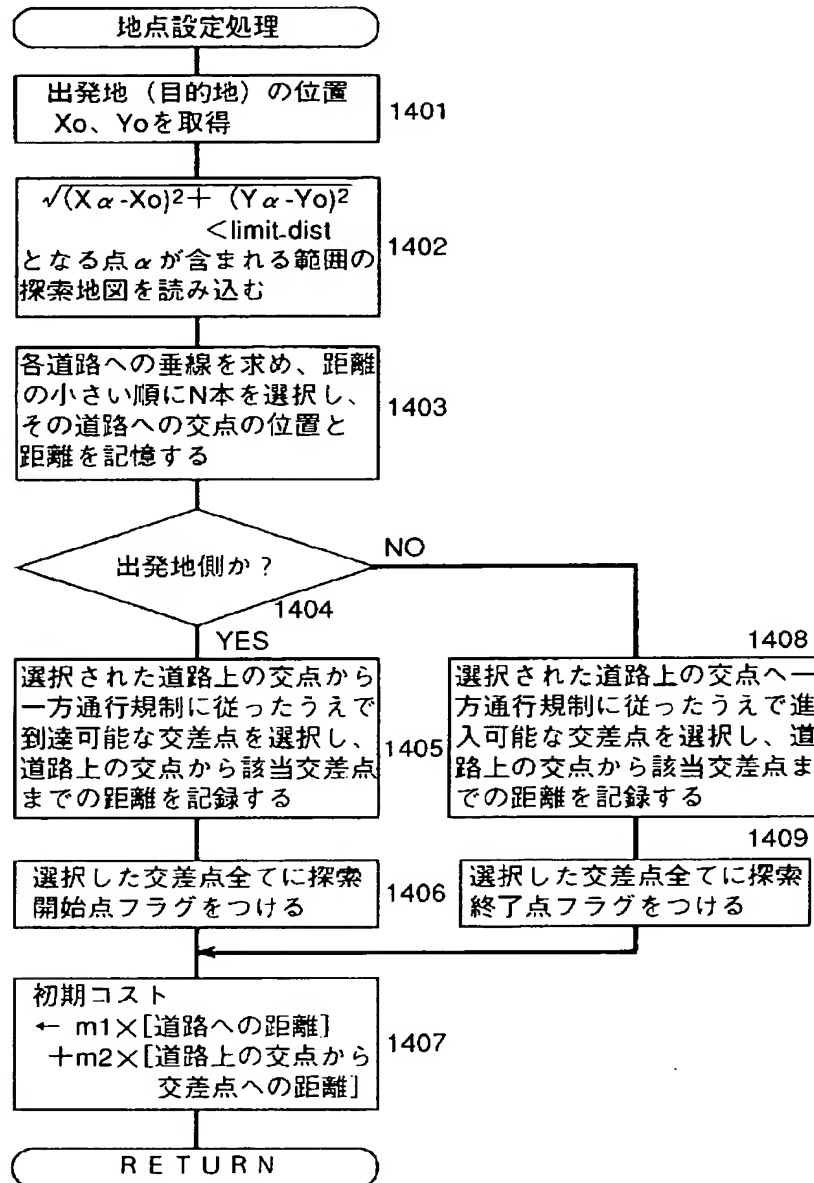 地点設定処理
出発地（目的地）の位置
Xo、Yoを取得
1401
√(Xα-Xo)²+（Yα-Yo)²
<limit-dist
となる点αが含まれる範囲の
探索地図を読み込む
1402
各道路への垂線を求め、距離
の小さい順にN本を選択し、
その道路への交点の位置と
距離を記憶する
1403
出発地側か？
1404
NO
YES
選択された道路上の交点から
一方通行規制に従ったうえで
到達可能な交差点を選択し、
道路上の交点から該当交差点
までの距離を記録する
1405
選択した交差点全てに探索
開始点フラグをつける
1406
1408
選択された道路上の交点へ一
方通行規制に従ったうえで進
入可能な交差点を選択し、道
路上の交点から該当交差点ま
での距離を記録する
1409
選択した交差点全てに探索
終了点フラグをつける
初期コスト
← m1×[道路への距離]
+m2×[道路上の交点から
交差点への距離]
1407
RETURN